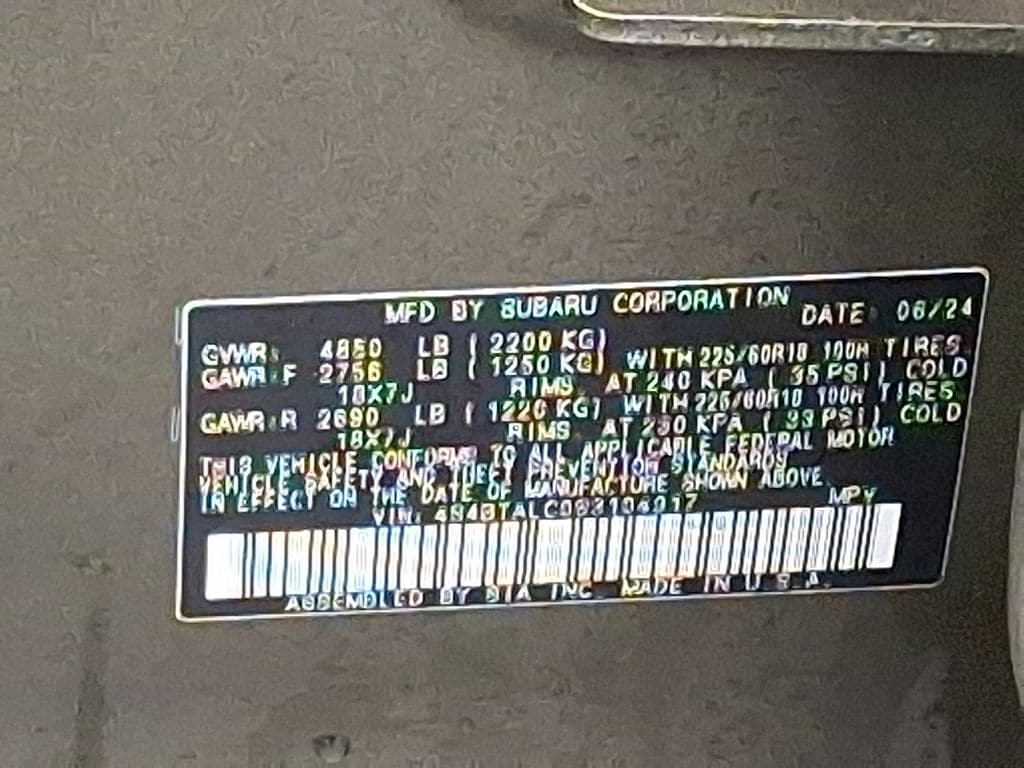 MFD BY SUBARU CORPORATION DATE: 06/24
GVWR: 4850 LB ( 2200 KG)
GAWR:F 2756 LB ( 1250 KG) WITH 225/60R18 100H TIRES
18X7J RIMS AT 240 KPA ( 35 PSI) COLD
GAWR:R 2690 LB ( 1220 KG) WITH 225/60R18 100H TIRES
18X7J RIMS AT 230 KPA ( 33 PSI) COLD
THIS VEHICLE CONFORMS TO ALL APPLICABLE FEDERAL MOTOR
VEHICLE SAFETY AND THEFT PREVENTION STANDARDS
IN EFFECT ON THE DATE OF MANUFACTURE SHOWN ABOVE
VIN: MPV
ASSEMBLED BY SIA INC. MADE IN U.S.A.